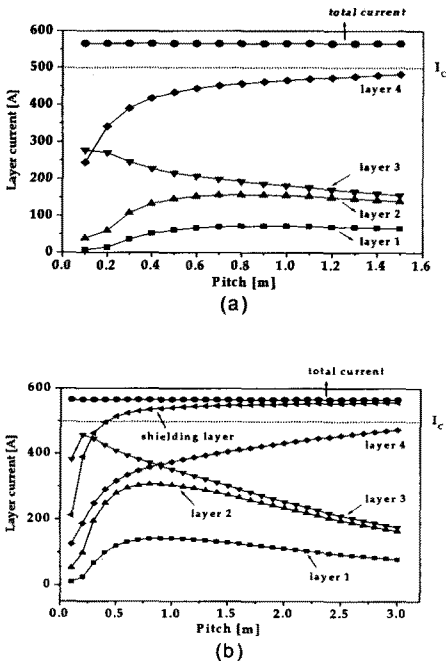 600
500
400
300
200
100
0
Layer current [A]
total current
I_C
layer 4
layer 3
layer 2
layer 1
0.0 0.2 0.4 0.6 0.8 1.0 1.2 1.4 1.6
Pitch [m]
(a)
600
400
200
0
Layer current [A]
total current
I_C
shielding layer
layer 4
layer 3
layer 2
layer 1
0.0 0.5 1.0 1.5 2.0 2.5 3.0
Pitch [m]
(b)